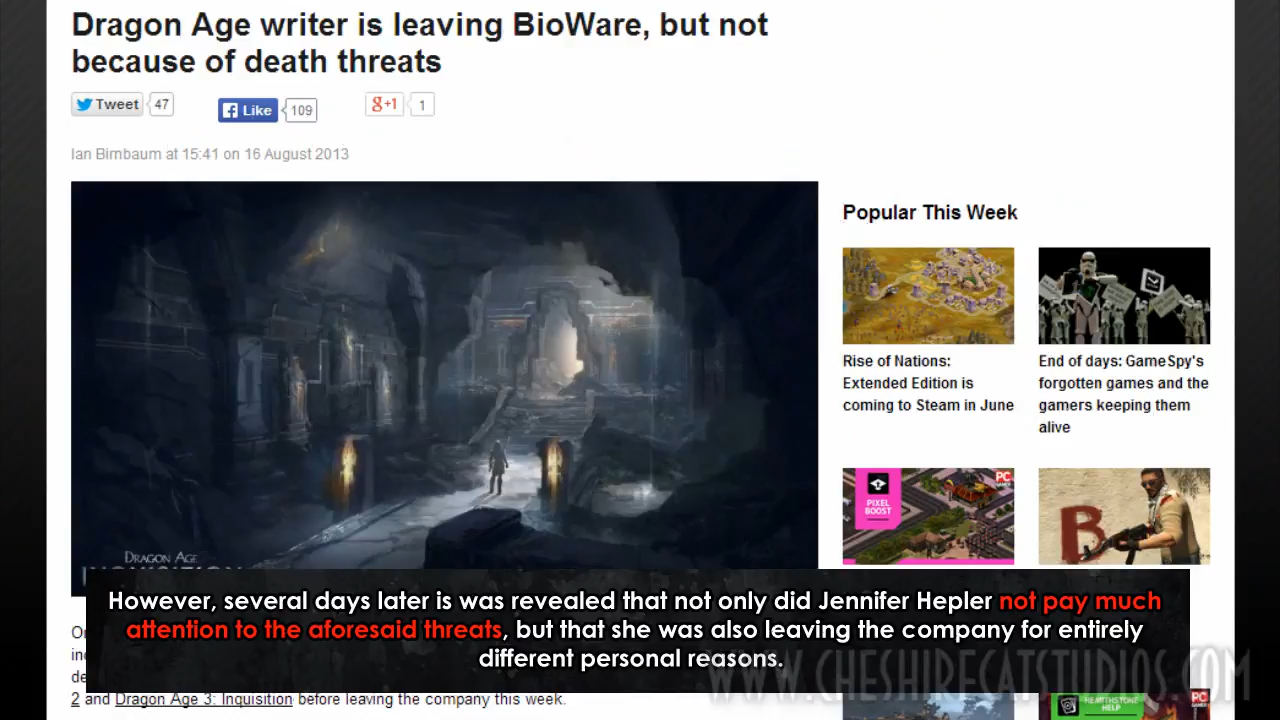 Dragon Age writer is leaving BioWare, but not
because of death threats
Tweet 47
Like 109
g+1 1
Ian Birnbaum at 15:41 on 16 August 2013
Popular This Week
Rise of Nations:
Extended Edition is
coming to Steam in June
End of days: GameSpy's
forgotten games and the
gamers keeping them
alive
PC
GAMER
PIXEL
BOOST
B
DRAGON AGE
INQUISITION
However, several days later is was revealed that not only did Jennifer Hepler not pay much
attention to the aforesaid threats, but that she was also leaving the company for entirely
different personal reasons.
WWW.CHESHIRECATSTUDIOS.COM
2 and Dragon Age 3: Inquisition before leaving the company this week.
HEARTHSTONE
HELP
PC
GAMER